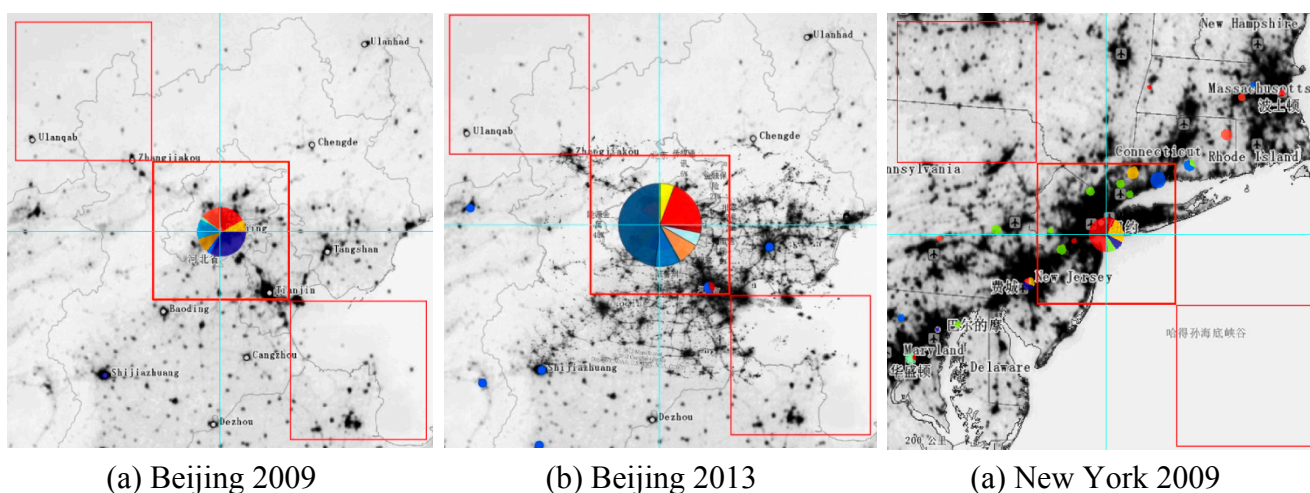 Ulanhad
Ulanqab
Chengde
Zhangjiakou
河北省
Tangshan
Tianjin
Baoding
Cangzhou
Shijiazhuang
Dezhou
(a) Beijing 2009
Ulanhad
Ulanqab
Chengde
Zhangjiakou
Shijiazhuang
Dezhou
(b) Beijing 2013
New Hampshire
Massachusetts
波士顿
Connecticut
Rhode Island
nnsylvania
New Jersey
费城
巴尔的摩
哈得孙海底峡谷
Maryland
华盛顿
Delaware
200 公里
(a) New York 2009